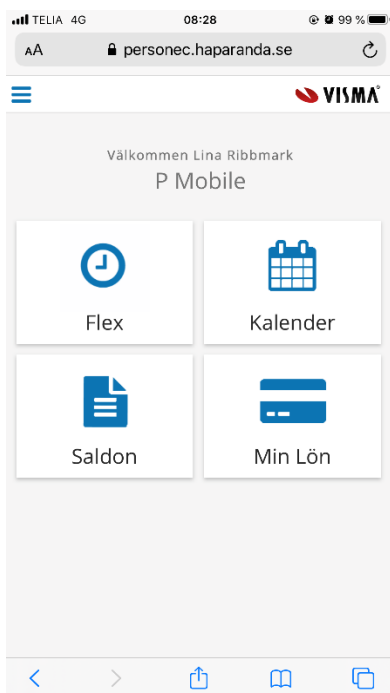 TELIA 4G 08:28 99 %
AA personec.haparanda.se
VISMA
Välkommen Lina Ribbmark
P Mobile
Flex Kalender
Saldon Min Lön